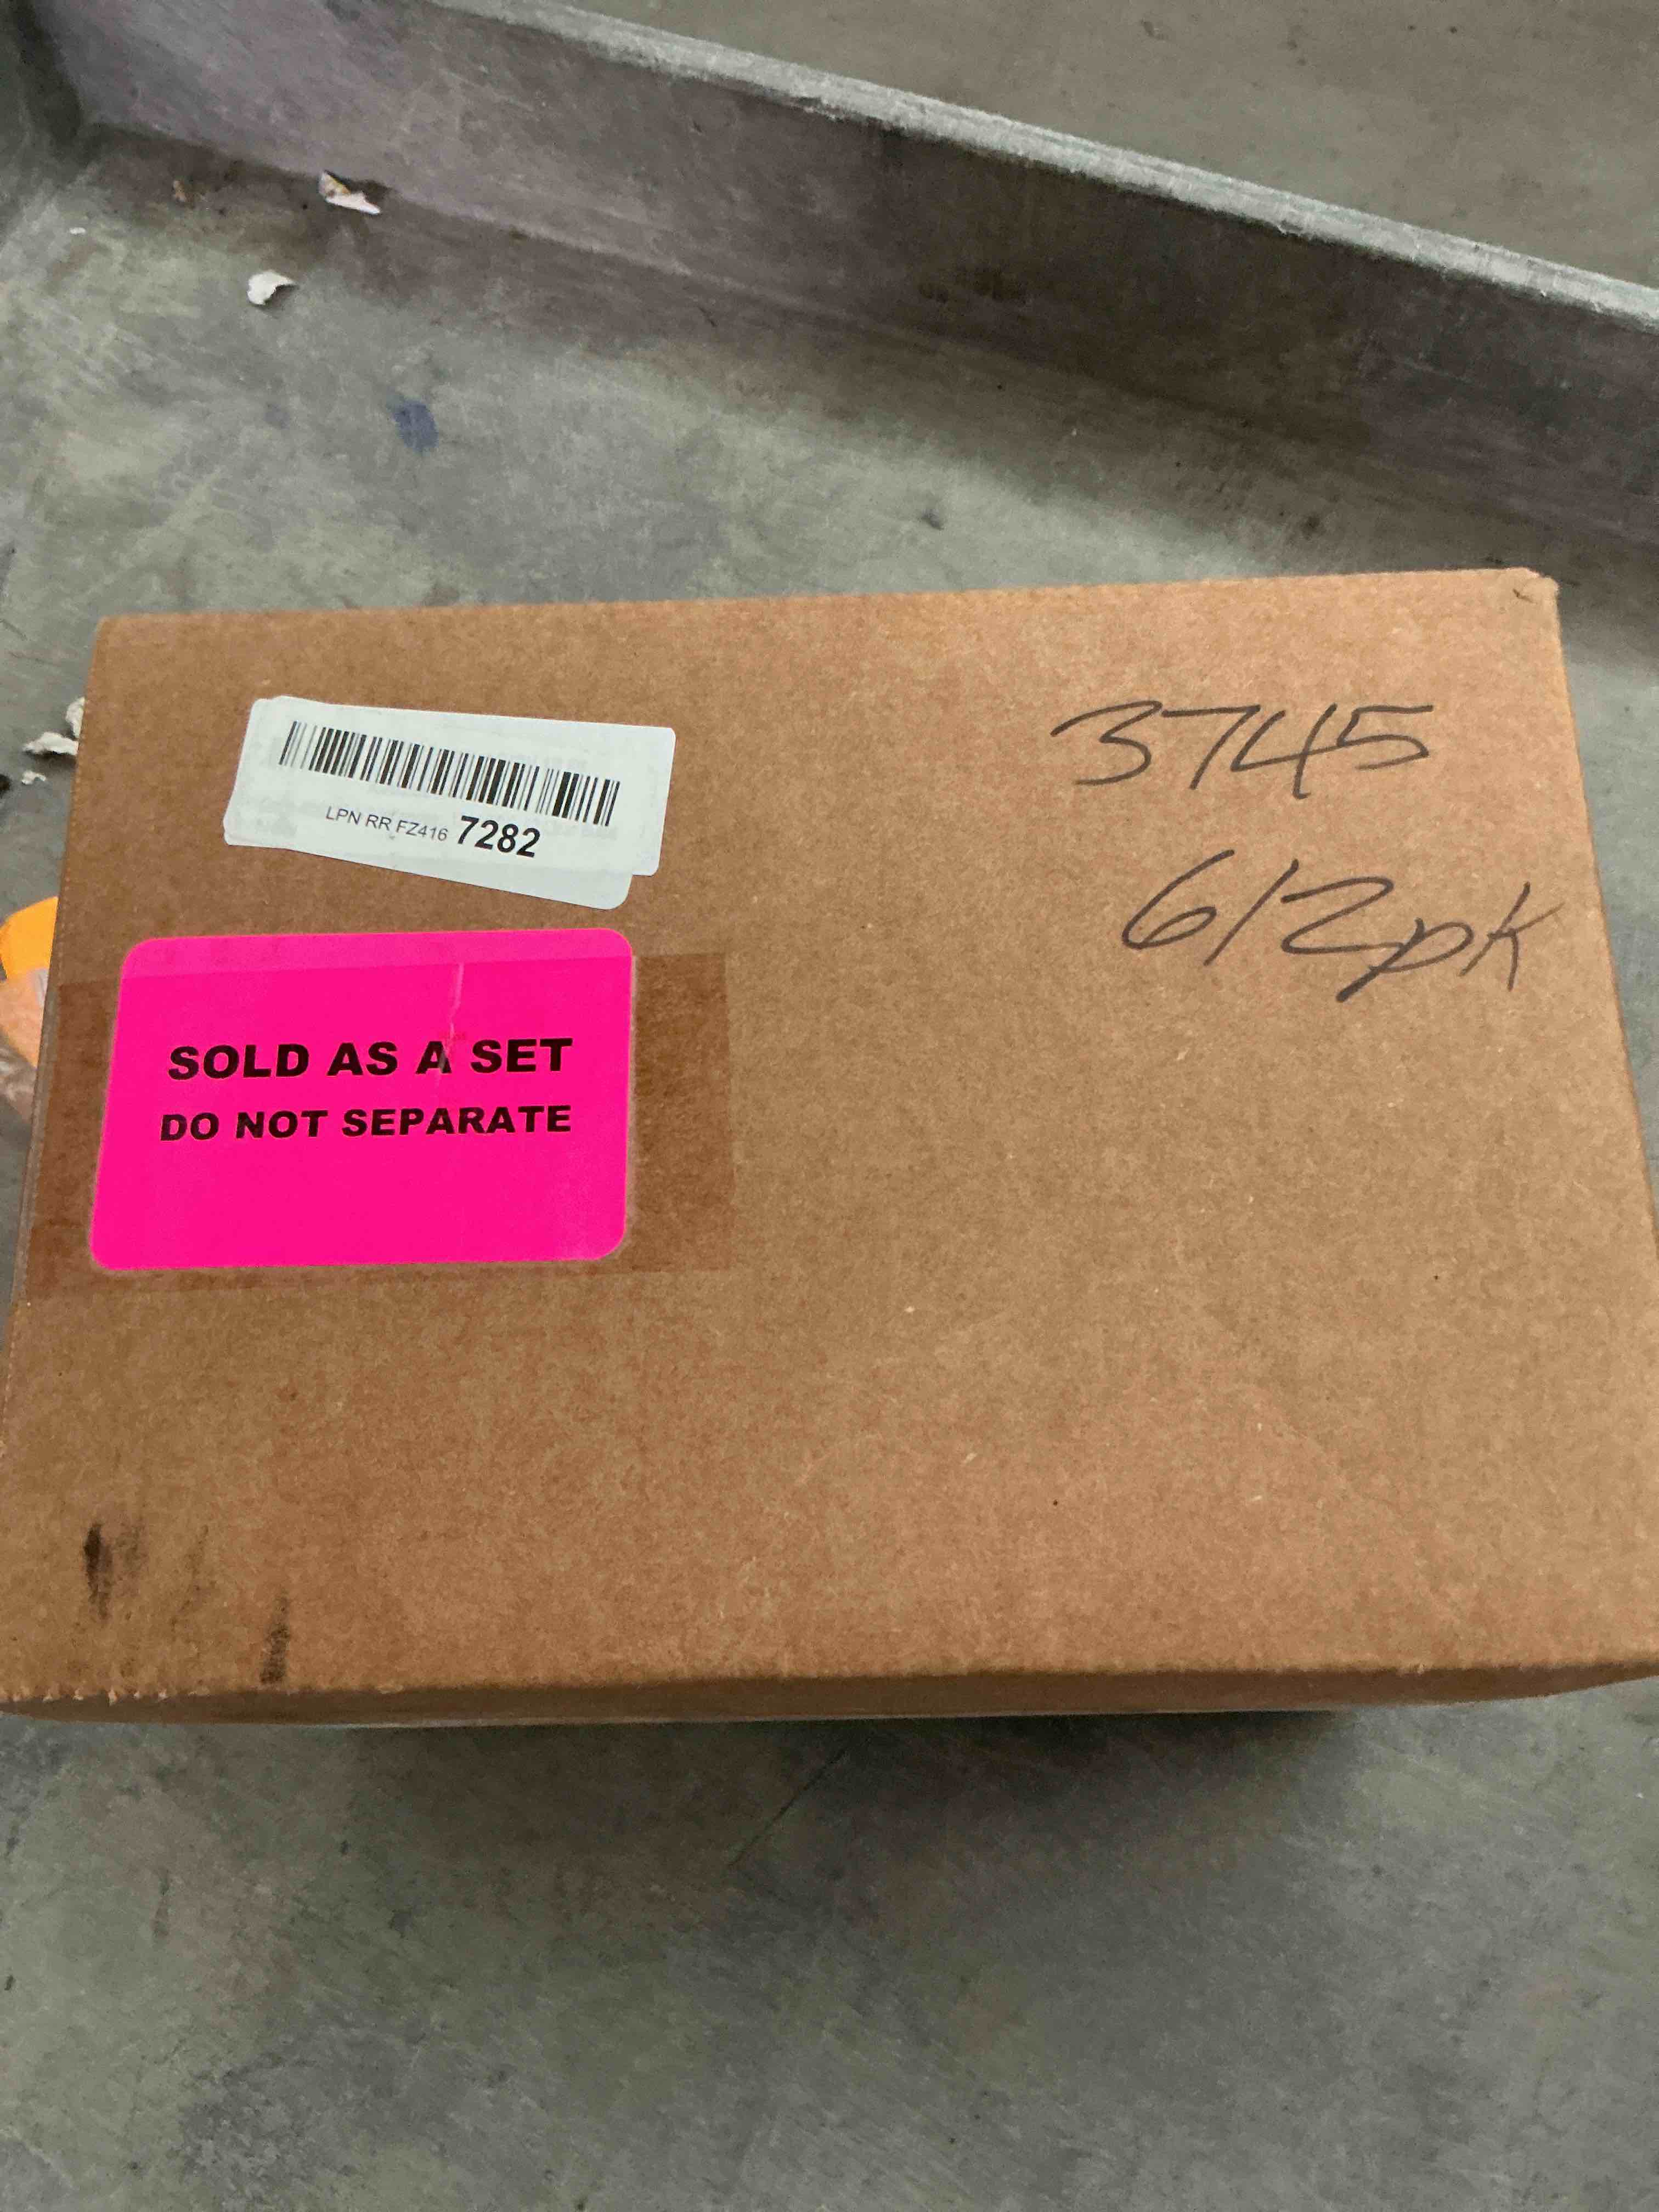 3745
6/2pk
LPN RR FZ416 7282
SOLD AS A SET
DO NOT SEPARATE